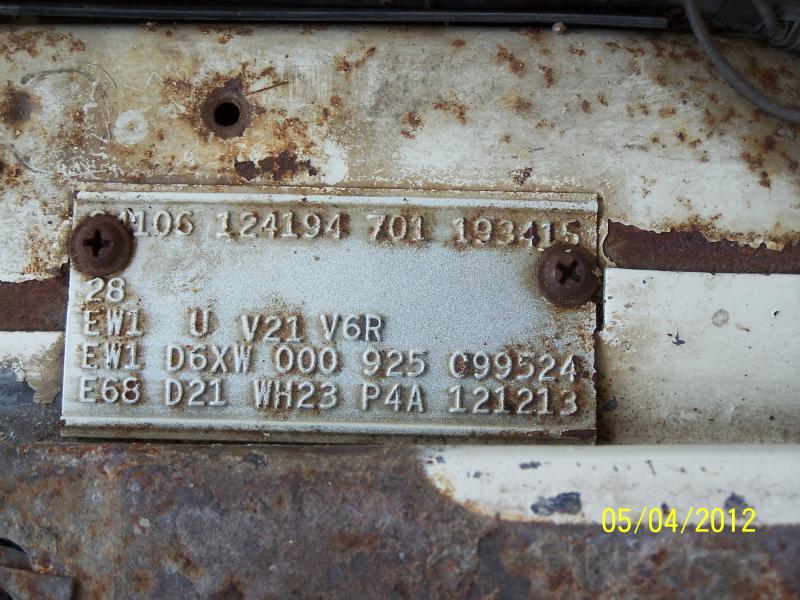 M106 124194 701 193415
28
EW1 U V21 V6R
EW1 D6XW 000 925 C99524
E68 D21 WH23 P4A 121213
05/04/2012